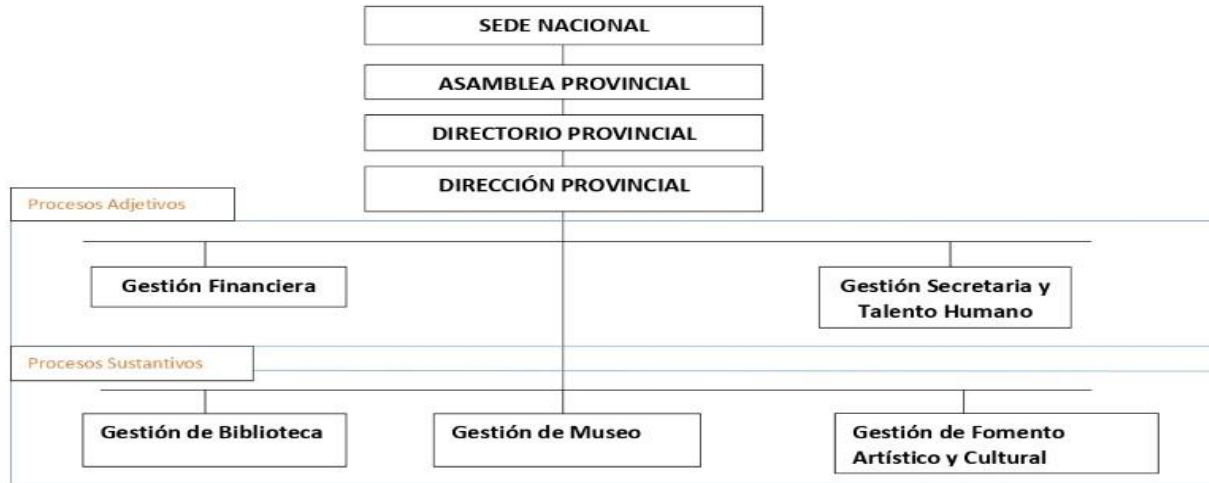 SEDE NACIONAL
ASAMBLEA PROVINCIAL
DIRECTORIO PROVINCIAL
DIRECCIÓN PROVINCIAL
Procesos Adjetivos
Gestión Financiera
Gestión Secretaria y
Talento Humano
Procesos Sustantivos
Gestión de Biblioteca
Gestión de Museo
Gestión de Fomento
Artístico y Cultural